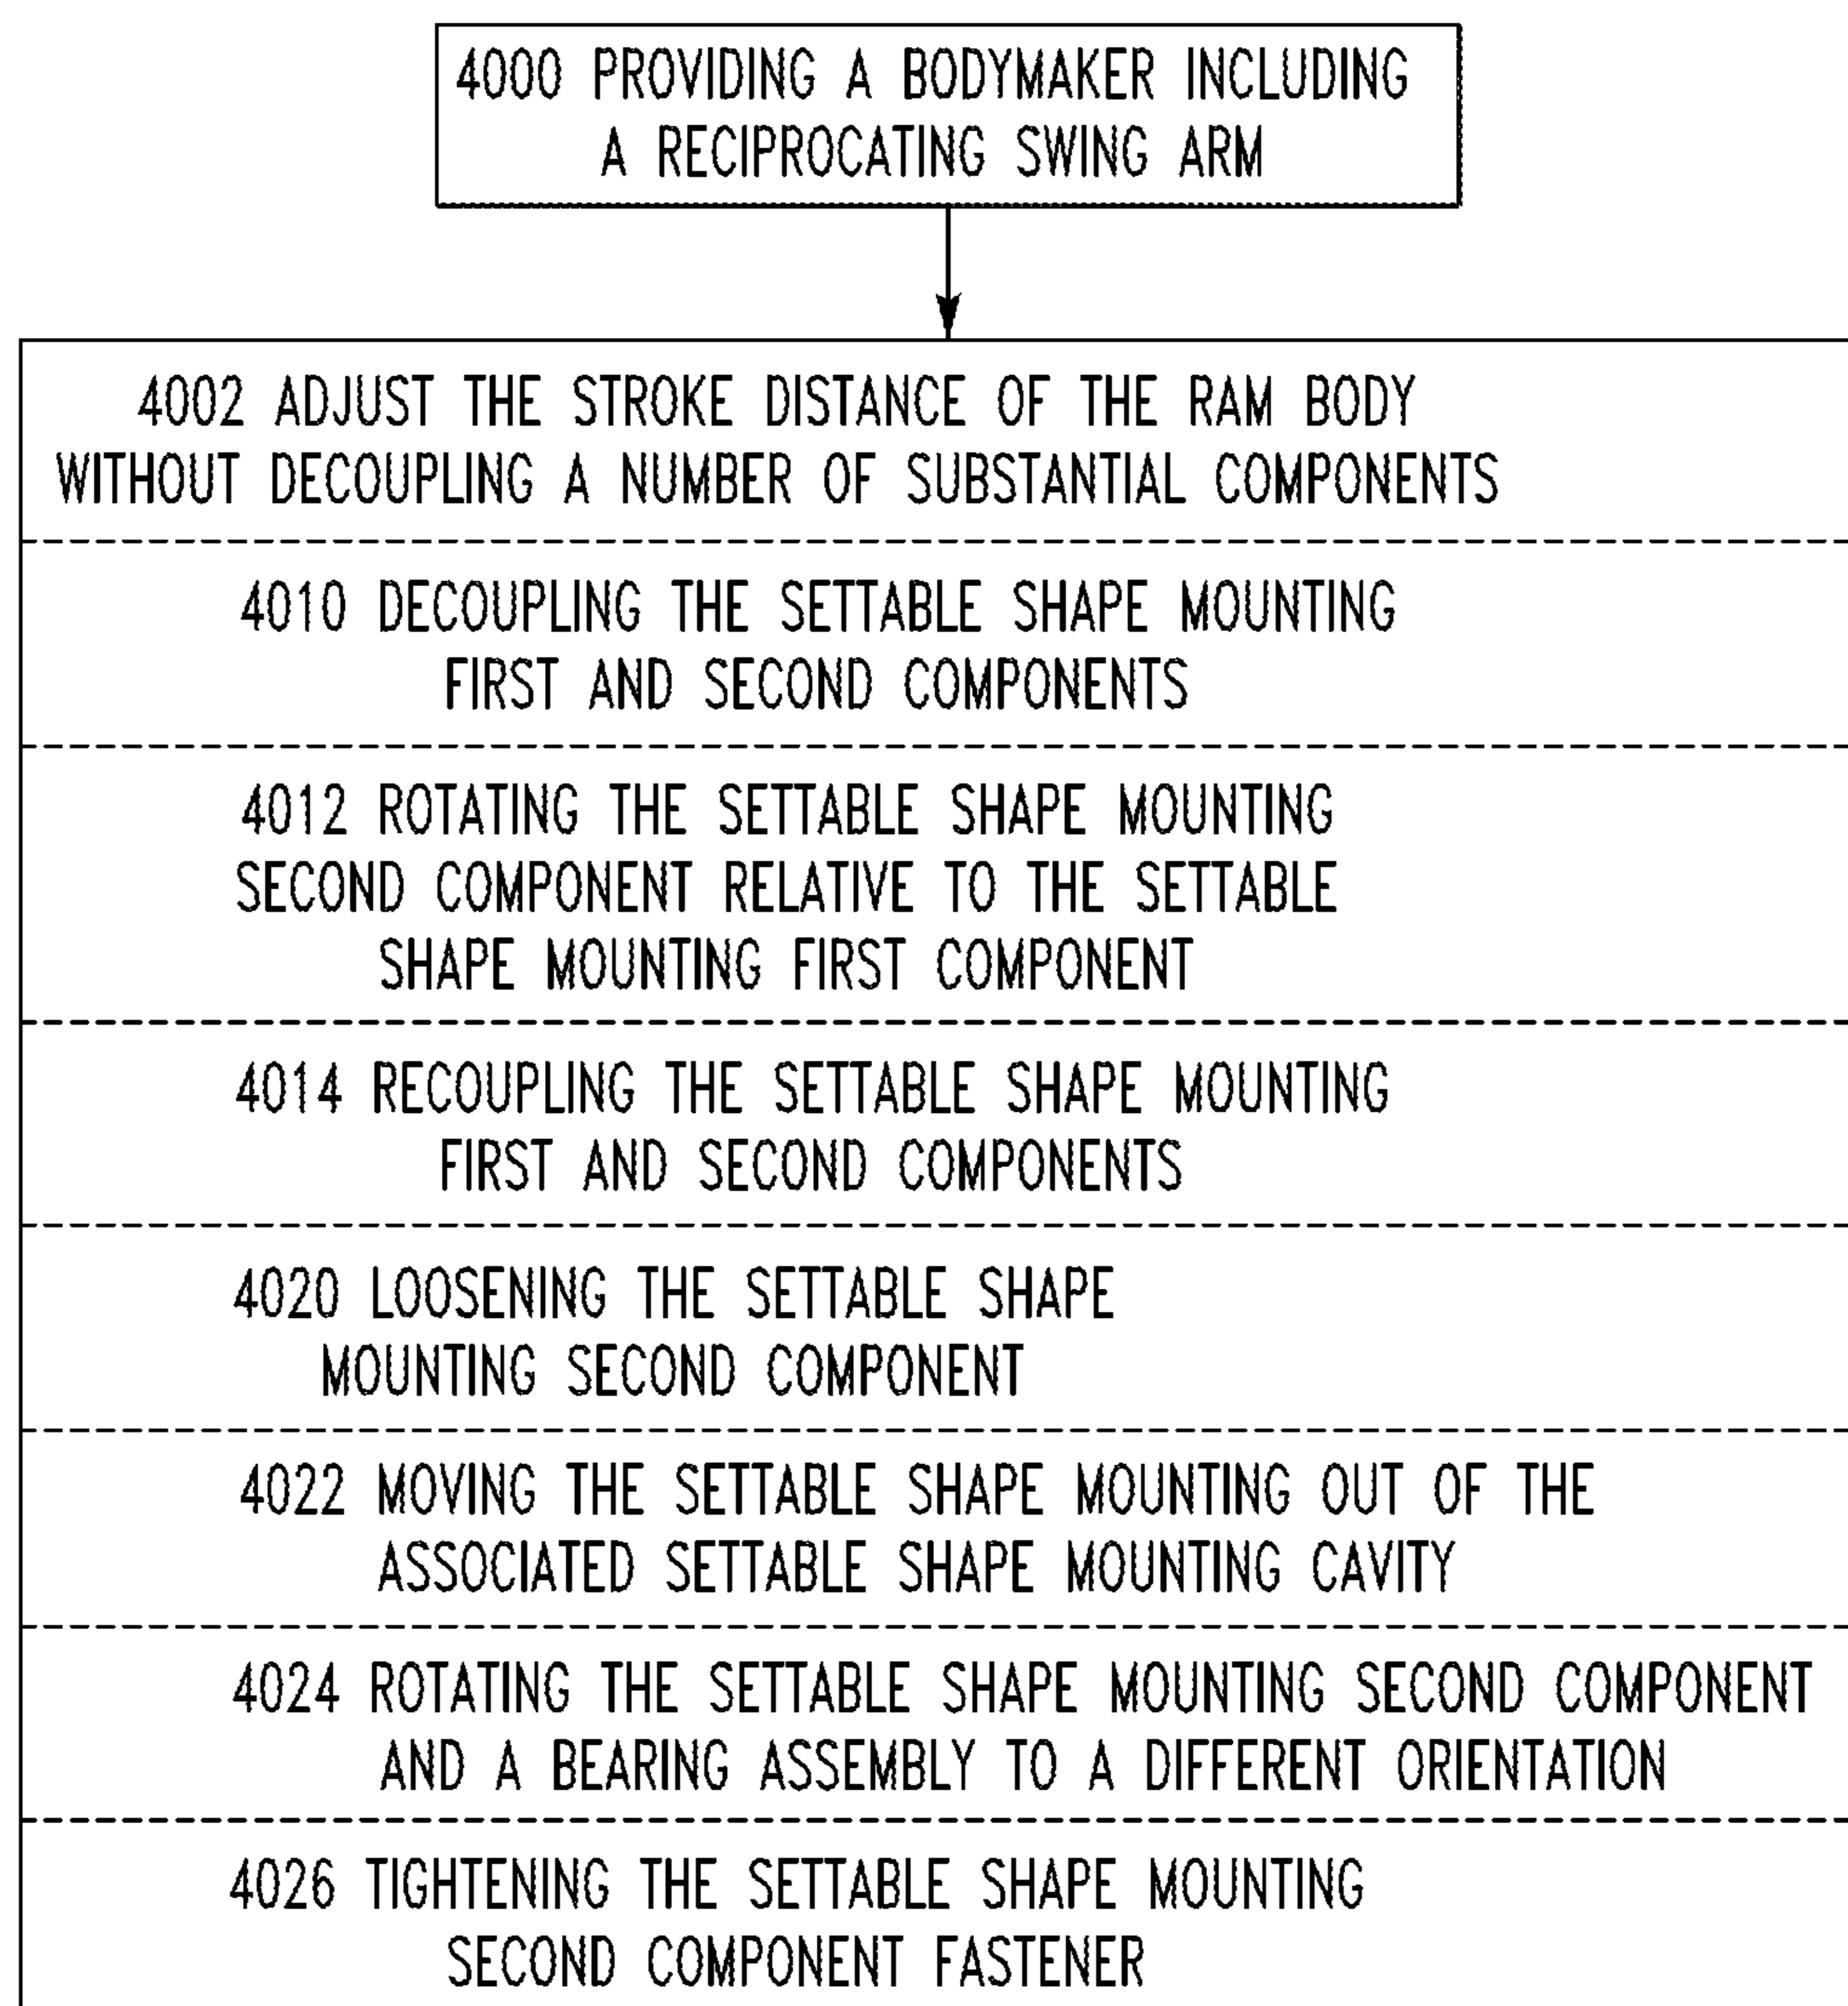 4000 PROVIDING A BODYMAKER INCLUDING
A RECIPROCATING SWING ARM
4002 ADJUST THE STROKE DISTANCE OF THE RAM BODY
WITHOUT DECOUPLING A NUMBER OF SUBSTANTIAL COMPONENTS
4010 DECOUPLING THE SETTABLE SHAPE MOUNTING
FIRST AND SECOND COMPONENTS
4012 ROTATING THE SETTABLE SHAPE MOUNTING
SECOND COMPONENT RELATIVE TO THE SETTABLE
SHAPE MOUNTING FIRST COMPONENT
4014 RECOUPLING THE SETTABLE SHAPE MOUNTING
FIRST AND SECOND COMPONENTS
4020 LOOSENING THE SETTABLE SHAPE
MOUNTING SECOND COMPONENT
4022 MOVING THE SETTABLE SHAPE MOUNTING OUT OF THE
ASSOCIATED SETTABLE SHAPE MOUNTING CAVITY
4024 ROTATING THE SETTABLE SHAPE MOUNTING SECOND COMPONENT
AND A BEARING ASSEMBLY TO A DIFFERENT ORIENTATION
4026 TIGHTENING THE SETTABLE SHAPE MOUNTING
SECOND COMPONENT FASTENER